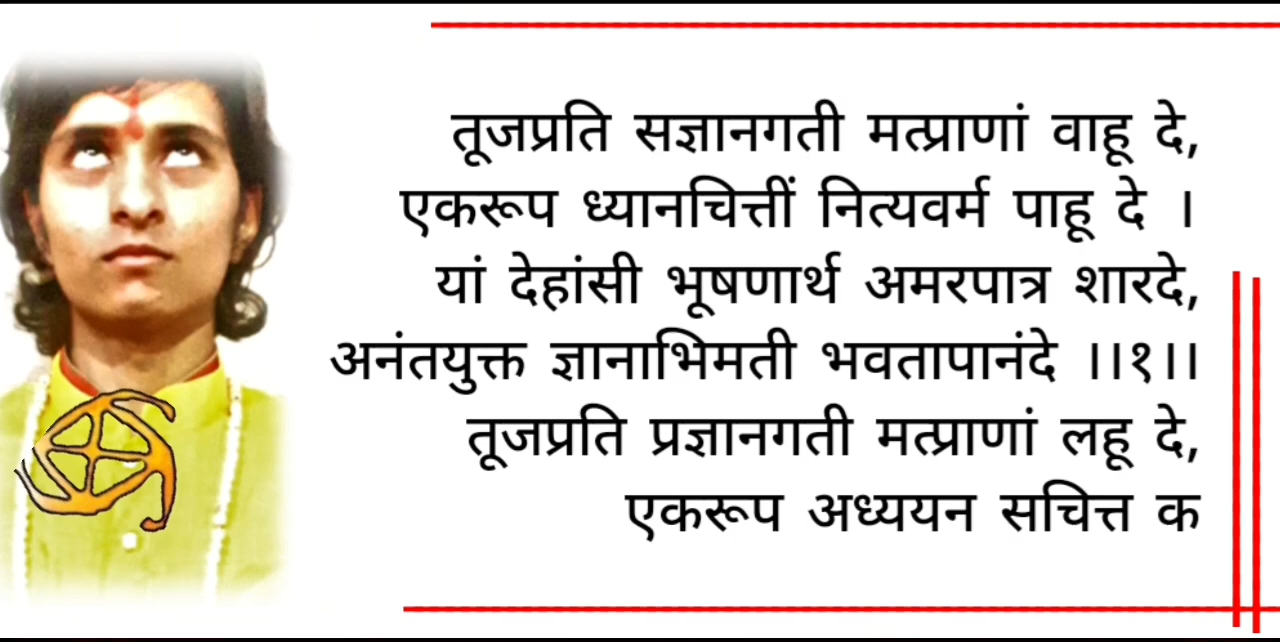 तूजप्रति सज्ञानगती मत्प्राणां वाहू दे,
एकरूप ध्यानचित्तीं नित्यवर्म पाहू दे ।
यां देहांसी भूषणार्थ अमरपात्र शारदे,
अनंतयुक्त ज्ञानाभिमती भवतापानंदे ।।१।।
तूजप्रति प्रज्ञानगती मत्प्राणां लहू दे,
एकरूप अध्ययन सचित्त क